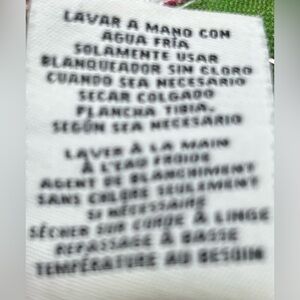 LAVAR A MANO CON
AGUA FRÍA
SOLAMENTE USAR
BLANQUEADOR SIN CLORO
CUANDO SEA NECESARIO
SECAR COLGADO
PLANCHA TIBIA.
SEGÚN SEA NECESARIO
LAVER À LA MAIN
À L'EAU FROIDE
AGENT DE BLANCHIMENT
SANS CHLORE SEULEMENT
SI NÉCESSAIRE
SÉCHER SUR CORDE À LINGE
REPASSAGE À BASSE
TEMPÉRATURE AU BESOIN